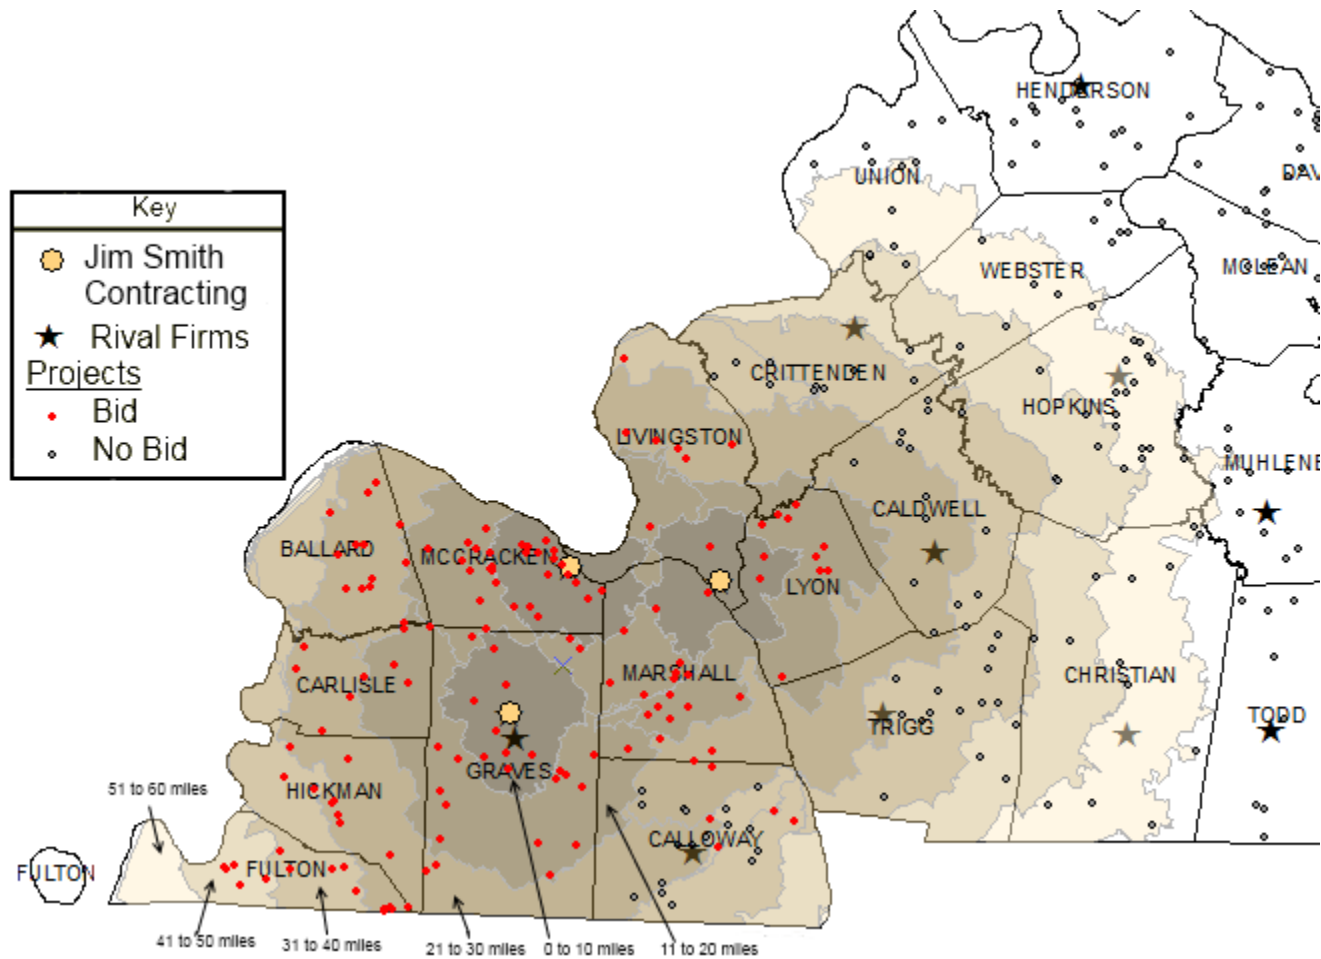 HENDERSON
DAV
UNION
Key
Jim Smith
Contracting
Rival Firms
Projects
Bid
No Bid
WEBSTER
MCLEAN
CRITTENDEN
HOPKINS
LIVINGSTON
MUHLENB
CALDWELL
BALLARD
MCCRACKEN
LYON
CARLISLE
MARSHALL
CHRISTIAN
TRIGG
TODD
GRAVES
HICKMAN
51 to 60 miles
CALLOWAY
FULTON
FULTON
41 to 50 miles
31 to 40 miles
21 to 30 miles
0 to 10 miles
11 to 20 miles